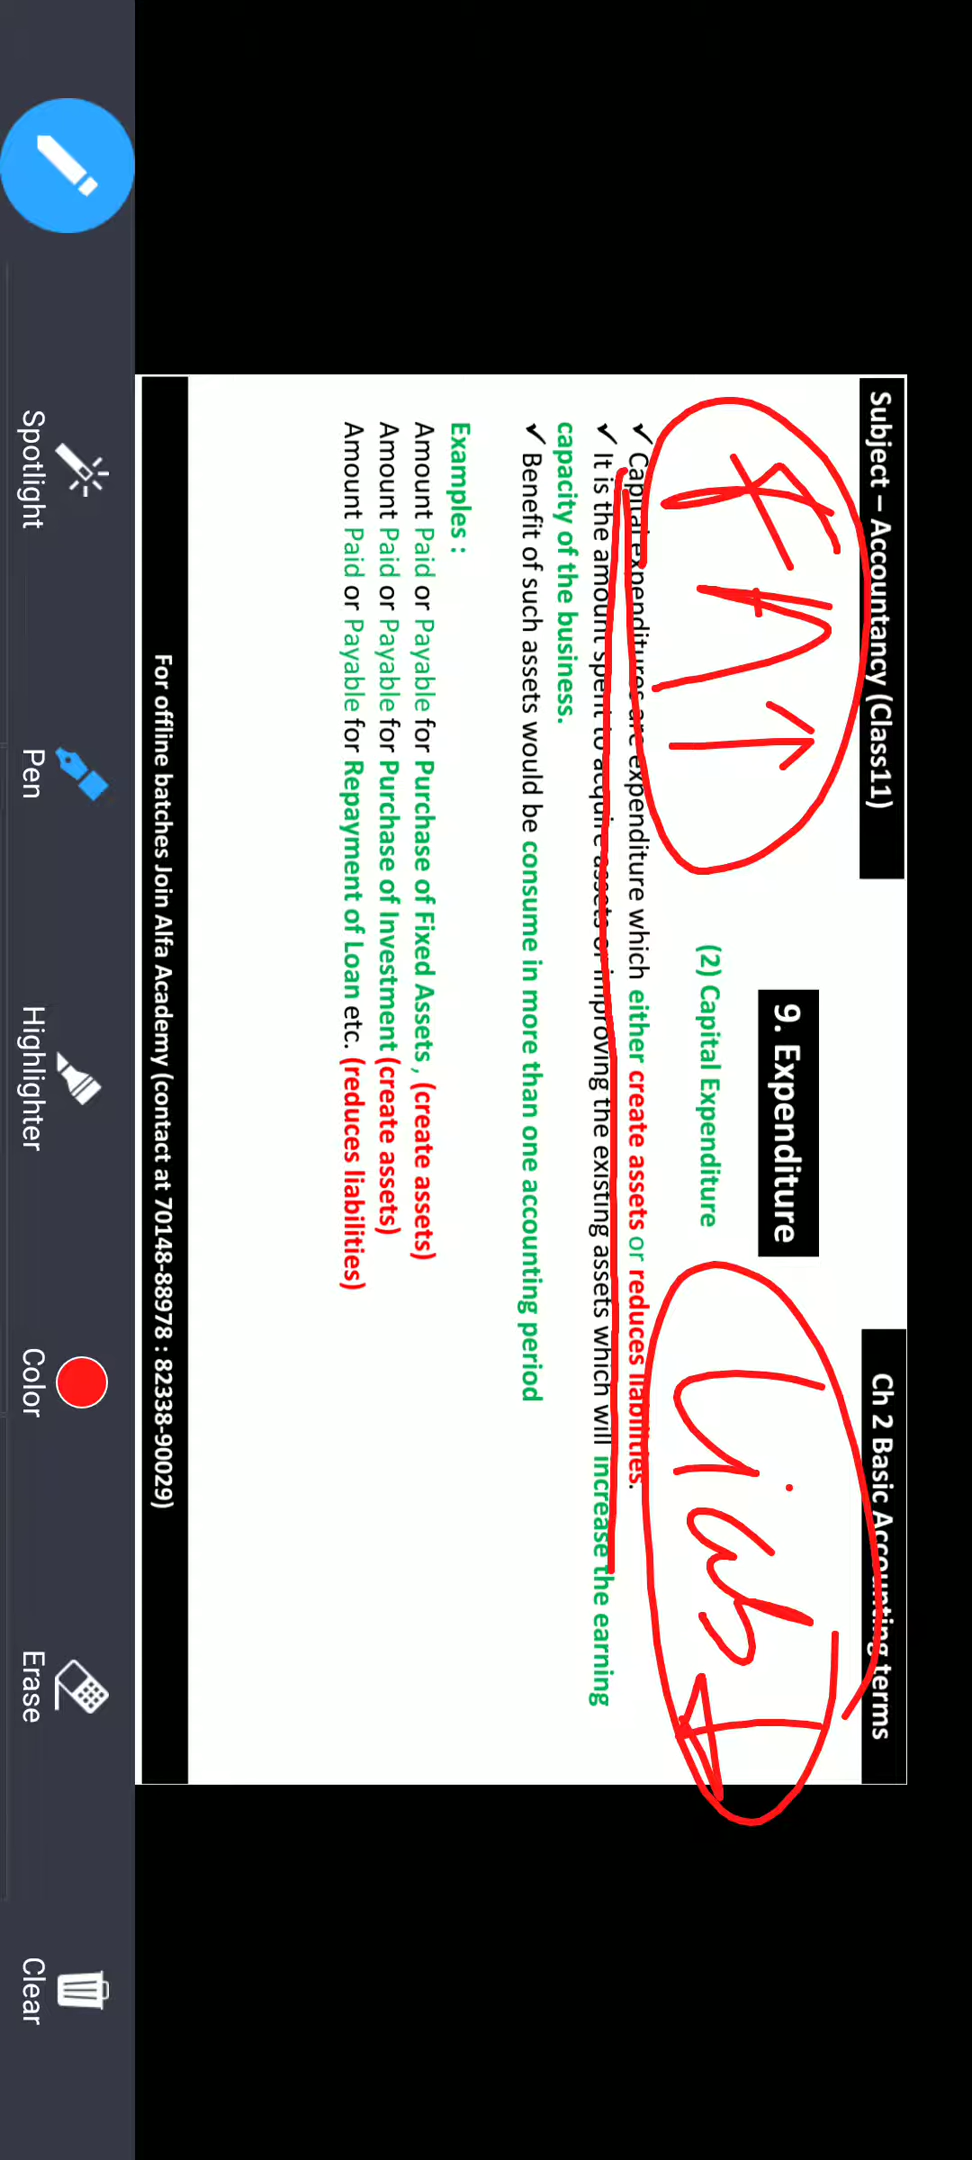 Subject – Accountancy (Class11)
Ch 2 Basic Accounting terms
9. Expenditure
(2) Capital Expenditure
FA ↑
Liab ↓
✓ Capital expenditures are expenditure which either create assets or reduces liabilities.
✓ It is the amount spent to acquire assets or improving the existing assets which will increase the earning
capacity of the business.
✓ Benefit of such assets would be consume in more than one accounting period
Examples :
Amount Paid or Payable for Purchase of Fixed Assets , (create assets)
Amount Paid or Payable for Purchase of Investment (create assets)
Amount Paid or Payable for Repayment of Loan etc. (reduces liabilities)
For offline batches Join Alfa Academy (contact at 70148-88978 : 82338-90029)
Spotlight
Pen
Highlighter
Color
Erase
Clear